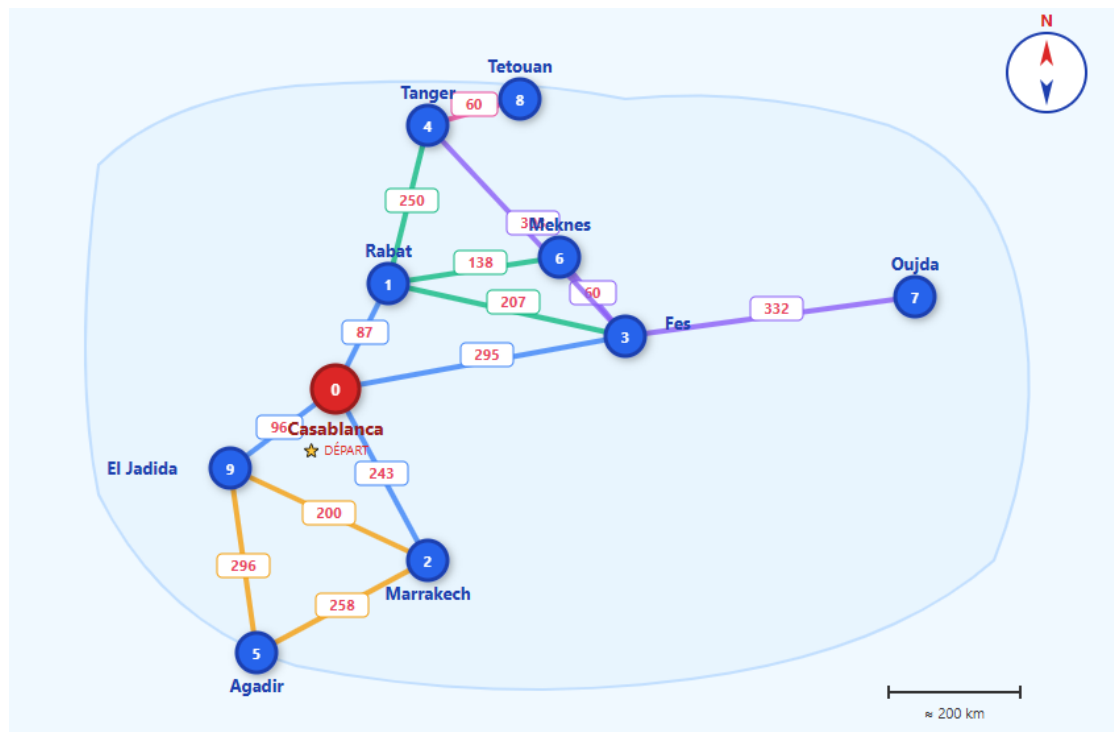 N
Tetouan
8
Tanger
60
4
250
Meknes
6
Rabat
138
1
Oujda
7
60
207
332
Fes
3
87
295
0
96
Casablanca
DÉPART
El Jadida
9
243
200
2
Marrakech
296
258
5
Agadir
≈ 200 km